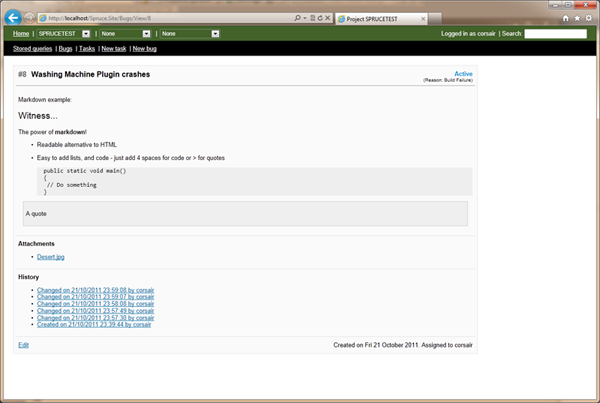 http://localhost/Spruce.Site/Bugs/View/8
Project SPRUCETEST
Home | SPRUCETEST None None Logged in as corsair | Search:
Stored queries | Bugs | Tasks | New task | New bug
#8 Washing Machine Plugin crashes Active
(Reason: Build Failure)
Markdown example:
Witness...
The power of markdown!
• Readable alternative to HTML
• Easy to add lists, and code - just add 4 spaces for code or > for quotes
public static void main()
{
// Do something
}
A quote
Attachments
• Desert.jpg
History
• Changed on 21/10/2011 23:59:08 by corsair
• Changed on 21/10/2011 23:59:07 by corsair
• Changed on 21/10/2011 23:58:08 by corsair
• Changed on 21/10/2011 23:57:49 by corsair
• Changed on 21/10/2011 23:57:30 by corsair
• Created on 21/10/2011 23:39:44 by corsair
Edit Created on Fri 21 October 2011. Assigned to corsair